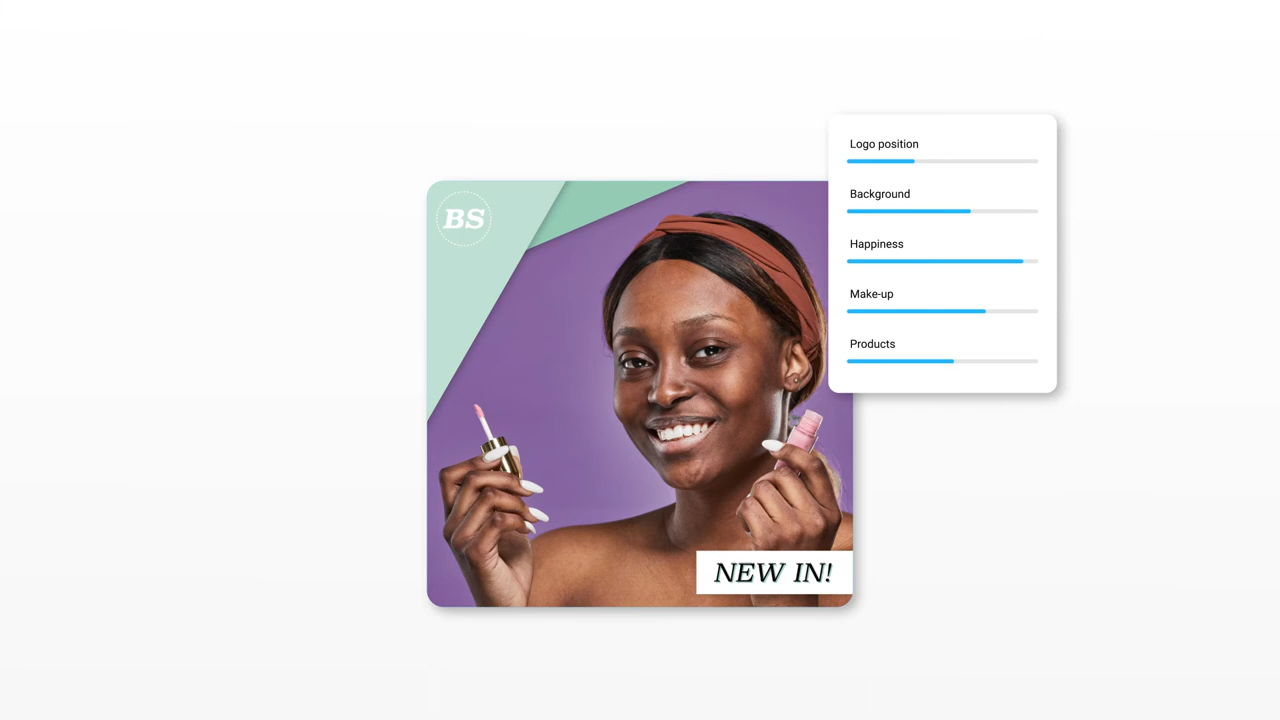 BS
Logo position
Background
Happiness
Make-up
Products
NEW IN!